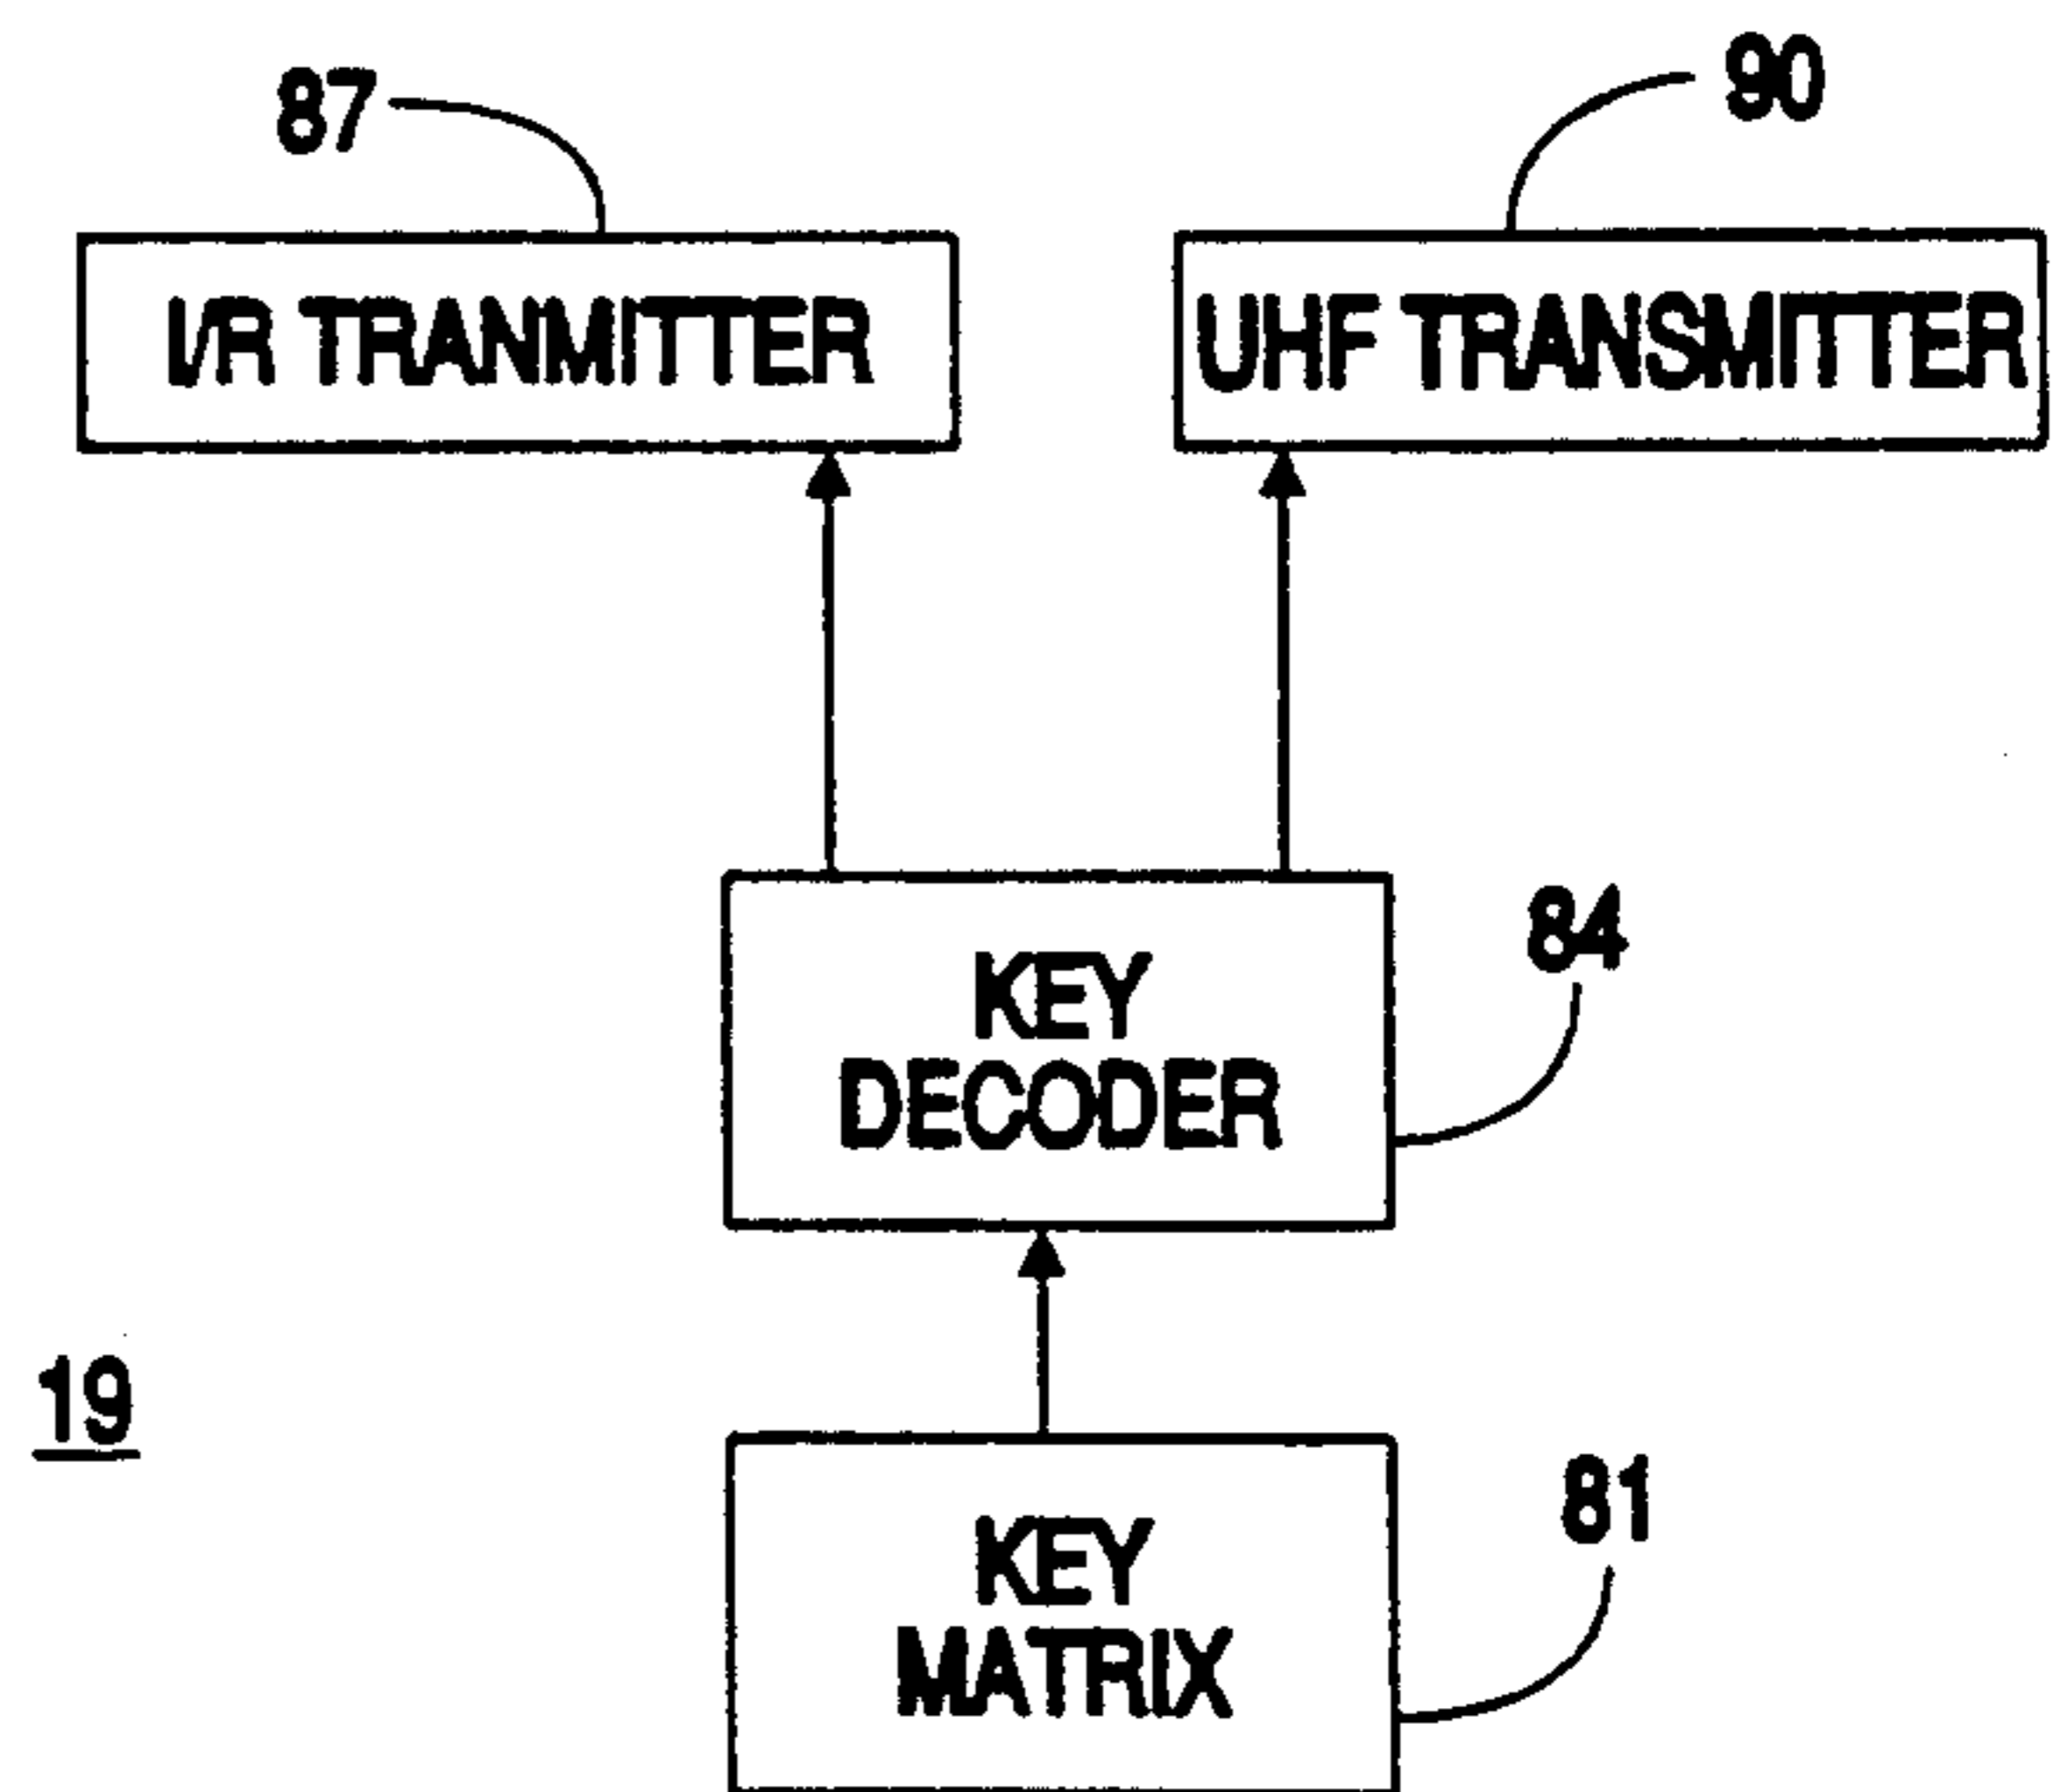 87
90
I/R TRANMITTER
UHF TRANSMITTER
84
KEY
DECODER
19
81
KEY
MATRIX